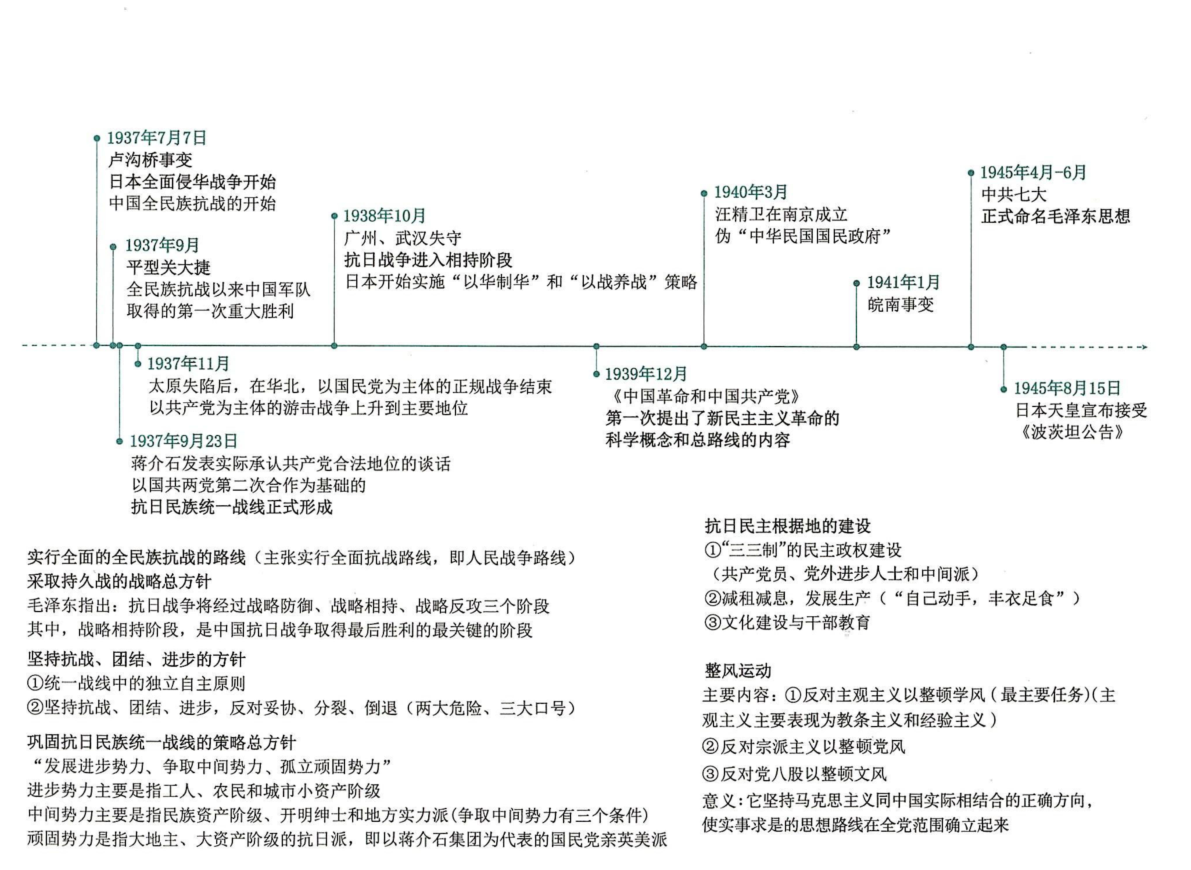 1937年7月7日
卢沟桥事变
日本全面侵华战争开始
中国全民族抗战的开始
1937年9月
平型关大捷
全民族抗战以来中国军队
取得的第一次重大胜利
1938年10月
广州、武汉失守
抗日战争进入相持阶段
日本开始实施“以华制华”和“以战养战”策略
1940年3月
汪精卫在南京成立
伪“中华民国国民政府”
1941年1月
皖南事变
1945年4月-6月
中共七大
正式命名毛泽东思想
1937年11月
太原失陷后，在华北，以国民党为主体的正规战争结束
以共产党为主体的游击战争上升到主要地位
1937年9月23日
蒋介石发表实际承认共产党合法地位的谈话
以国共两党第二次合作为基础的
抗日民族统一战线正式形成
1939年12月
《中国革命和中国共产党》
第一次提出了新民主主义革命的
科学概念和总路线的内容
1945年8月15日
日本天皇宣布接受
《波茨坦公告》
实行全面的全民族抗战的路线（主张实行全面抗战路线，即人民战争路线）
采取持久战的战略总方针
毛泽东指出：抗日战争将经过战略防御、战略相持、战略反攻三个阶段
其中，战略相持阶段，是中国抗日战争取得最后胜利的最关键的阶段
坚持抗战、团结、进步的方针
①统一战线中的独立自主原则
②坚持抗战、团结、进步，反对妥协、分裂、倒退（两大危险、三大口号）
巩固抗日民族统一战线的策略总方针
“发展进步势力、争取中间势力、孤立顽固势力”
进步势力主要是指工人、农民和城市小资产阶级
中间势力主要是指民族资产阶级、开明绅士和地方实力派(争取中间势力有三个条件)
顽固势力是指大地主、大资产阶级的抗日派，即以蒋介石集团为代表的国民党亲英美派
抗日民主根据地的建设
①“三三制”的民主政权建设
（共产党员、党外进步人士和中间派）
②减租减息，发展生产（“自己动手，丰衣足食”）
③文化建设与干部教育
整风运动
主要内容：①反对主观主义以整顿学风（最主要任务)(主
观主义主要表现为教条主义和经验主义）
②反对宗派主义以整顿党风
③反对党八股以整顿文风
意义：它坚持马克思主义同中国实际相结合的正确方向，
使实事求是的思想路线在全党范围确立起来